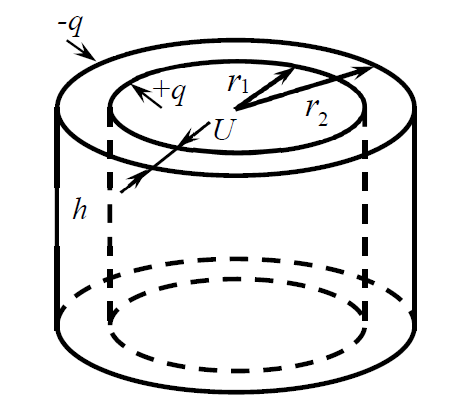 -q
+q
r₁
r₂
U
h